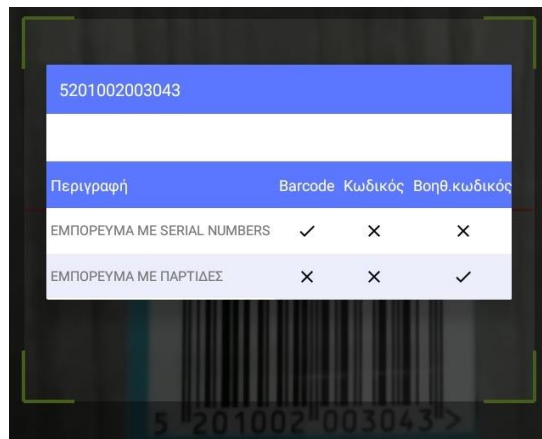 5201002003043
Περιγραφή Barcode Κωδικός Βοηθ.κωδικός
ΕΜΠΟΡΕΥΜΑ ΜΕ SERIAL NUMBERS ✓ ✕ ✕
ΕΜΠΟΡΕΥΜΑ ΜΕ ΠΑΡΤΙΔΕΣ ✕ ✕ ✓
5 201002 003043 >